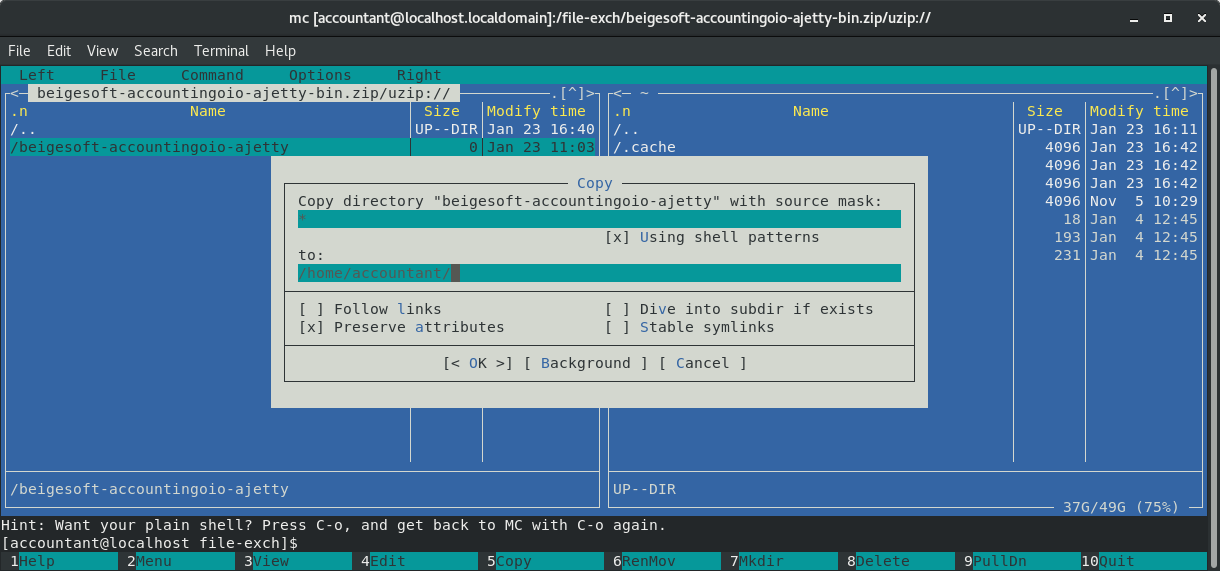 mc [accountant@localhost.localdomain]:/file-exch/beigesoft-accountingoio-ajetty-bin.zip/uzip://
File Edit View Search Terminal Help
Left File Command Options Right
<─ beigesoft-accountingoio-ajetty-bin.zip/uzip:// ─.[^]> <─ ~ ─.[^]>
.n Name Size Modify time .n Name Size Modify time
/.. UP--DIR Jan 23 16:40 /.. UP--DIR Jan 23 16:11
/beigesoft-accountingoio-ajetty 0 Jan 23 11:03 /.cache 4096 Jan 23 16:42
4096 Jan 23 16:42
Copy 4096 Jan 23 16:42
Copy directory "beigesoft-accountingoio-ajetty" with source mask: 4096 Nov 5 10:29
* 18 Jan 4 12:45
[x] Using shell patterns 193 Jan 4 12:45
to: 231 Jan 4 12:45
/home/accountant/
[ ] Follow links [ ] Dive into subdir if exists
[x] Preserve attributes [ ] Stable symlinks
[< OK >] [ Background ] [ Cancel ]
/beigesoft-accountingoio-ajetty UP--DIR
37G/49G (75%)
Hint: Want your plain shell? Press C-o, and get back to MC with C-o again.
[accountant@localhost file-exch]$
1Help 2Menu 3View 4Edit 5Copy 6RenMov 7Mkdir 8Delete 9PullDn 10Quit